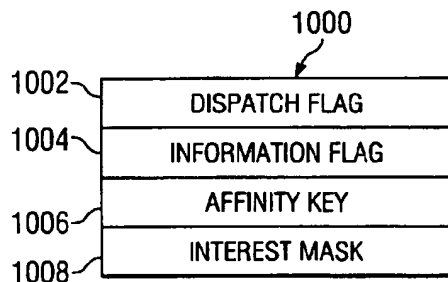 1000
1002 DISPATCH FLAG
1004 INFORMATION FLAG
1006 AFFINITY KEY
1008 INTEREST MASK